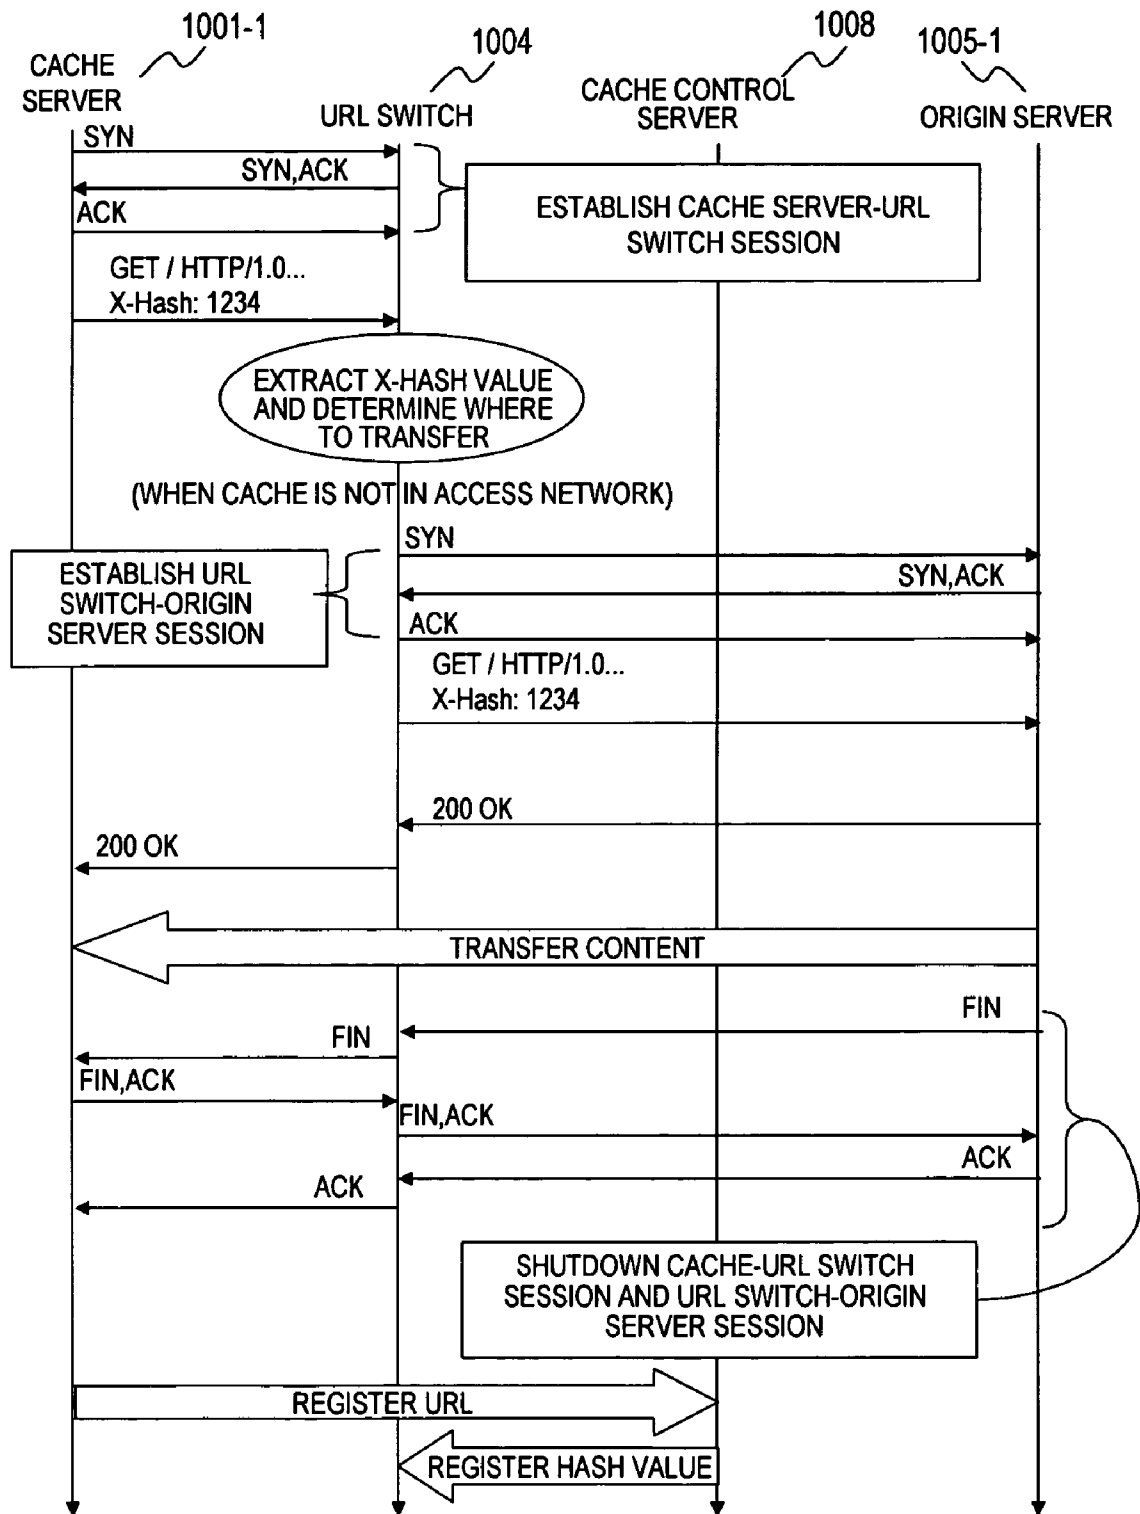 1001-1
1004
1008
1005-1
CACHE
SERVER
URL SWITCH
CACHE CONTROL
SERVER
ORIGIN SERVER
SYN
SYN,ACK
ACK
ESTABLISH CACHE SERVER-URL
SWITCH SESSION
GET / HTTP/1.0...
X-Hash: 1234
EXTRACT X-HASH VALUE
AND DETERMINE WHERE
TO TRANSFER
(WHEN CACHE IS NOT IN ACCESS NETWORK)
SYN
SYN,ACK
ESTABLISH URL
SWITCH-ORIGIN
SERVER SESSION
ACK
GET / HTTP/1.0...
X-Hash: 1234
200 OK
200 OK
TRANSFER CONTENT
FIN
FIN
FIN,ACK
FIN,ACK
ACK
ACK
SHUTDOWN CACHE-URL SWITCH
SESSION AND URL SWITCH-ORIGIN
SERVER SESSION
REGISTER URL
REGISTER HASH VALUE